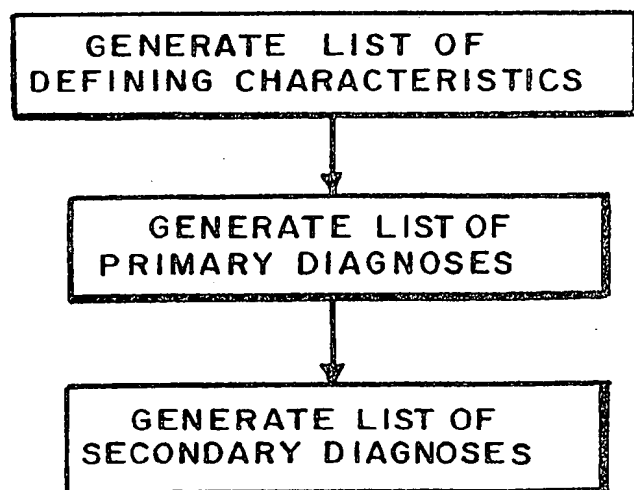 GENERATE LIST OF
DEFINING CHARACTERISTICS
GENERATE LIST OF
PRIMARY DIAGNOSES
GENERATE LIST OF
SECONDARY DIAGNOSES